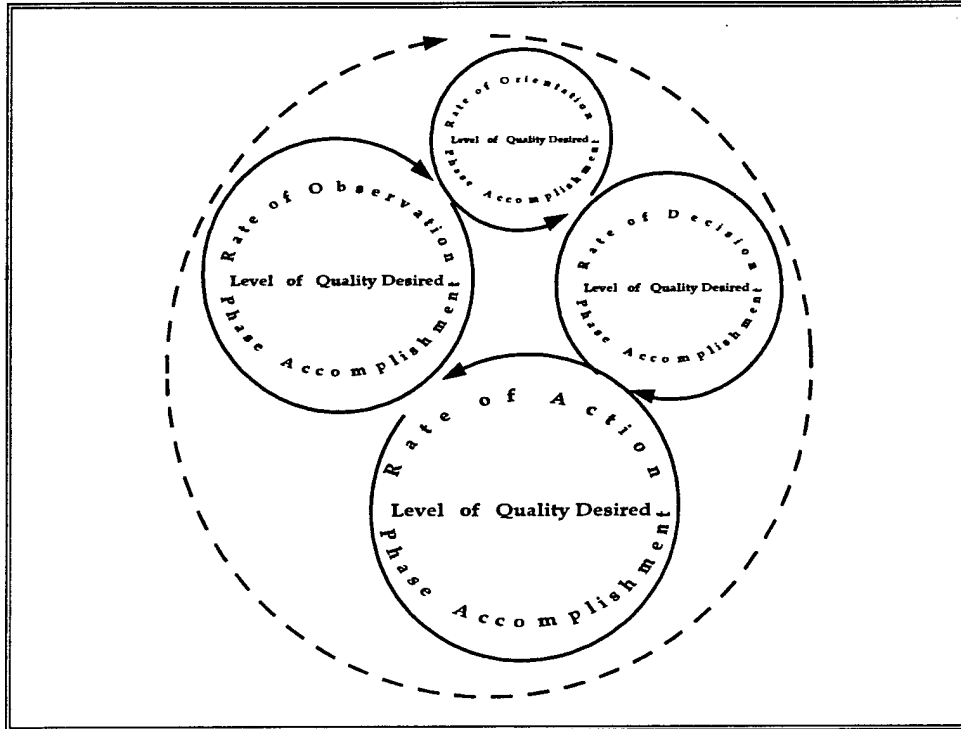 Rate of Orientation
Level of Quality Desired
Phase Accomplishment
Rate of Observation
Level of Quality Desired
Phase Accomplishment
Rate of Decision
Level of Quality Desired
Phase Accomplishment
Rate of Action
Level of Quality Desired
Phase Accomplishment